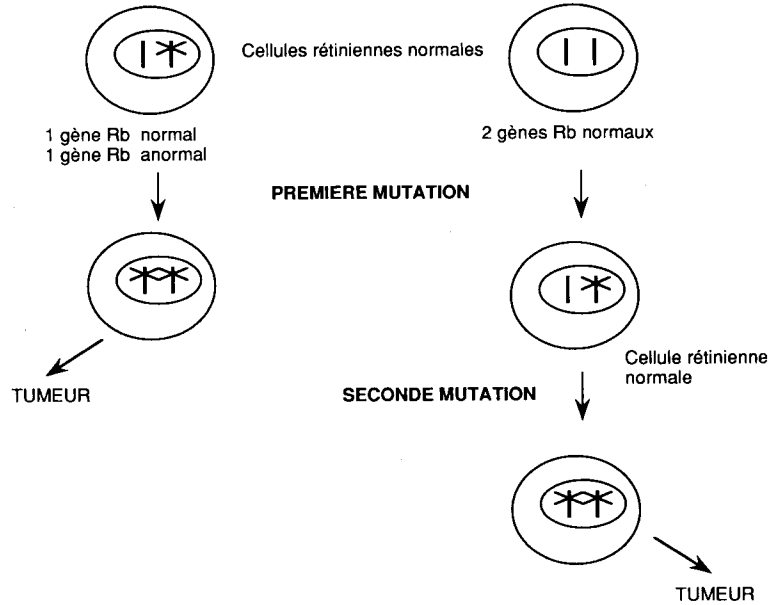 Cellules rétiniennes normales
1 gène Rb normal
1 gène Rb anormal
2 gènes Rb normaux
PREMIERE MUTATION
Cellule rétinienne
normale
TUMEUR
SECONDE MUTATION
TUMEUR